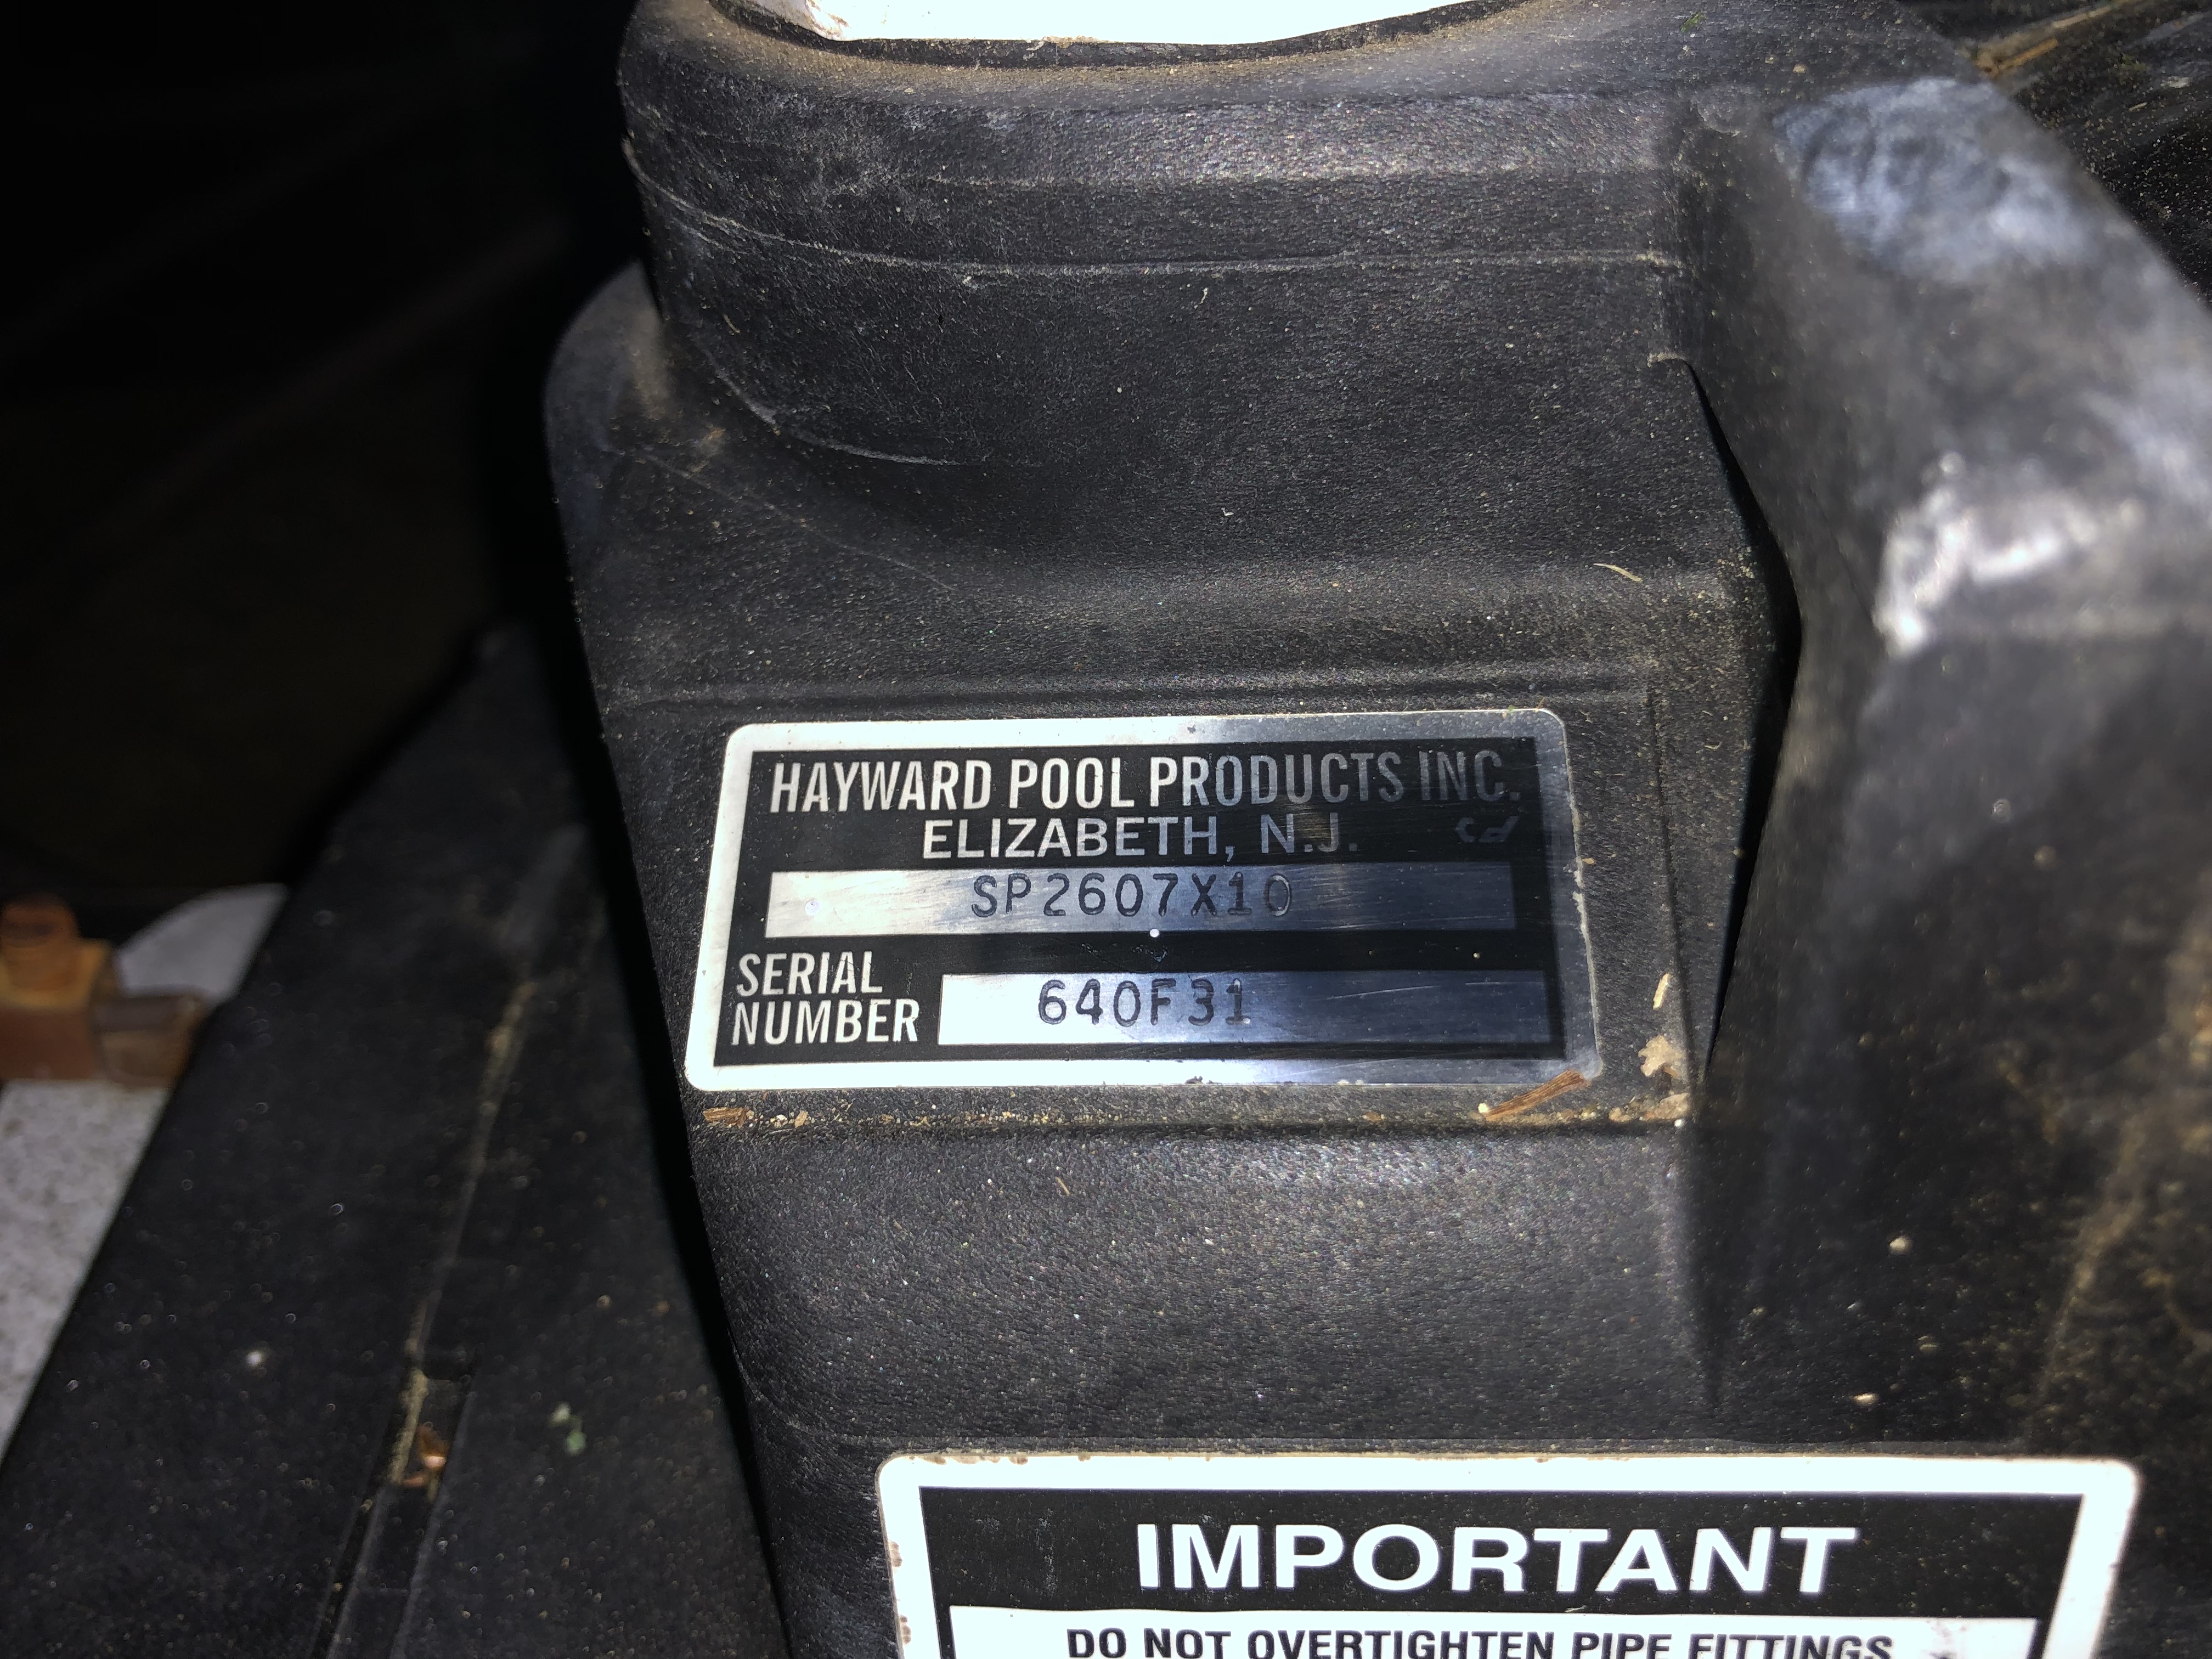 HAYWARD POOL PRODUCTS INC.
ELIZABETH, N.J.
SP2607X10
SERIAL
NUMBER
640F31
IMPORTANT
DO NOT OVERTIGHTEN PIPE FITTINGS